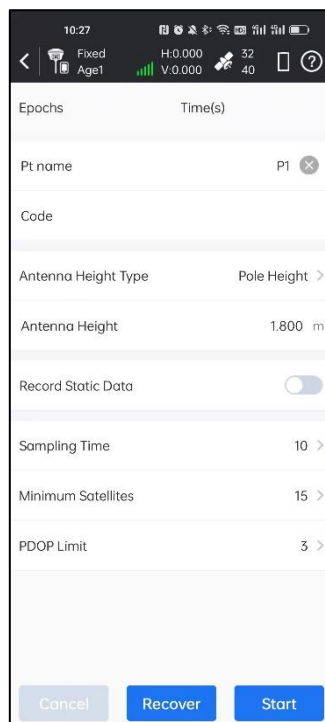 10:27
Fixed H:0.000 32
Age1 V:0.000 40
Epochs Time(s)
Pt name P1
Code
Antenna Height Type Pole Height
Antenna Height 1.800 m
Record Static Data
Sampling Time 10
Minimum Satellites 15
PDOP Limit 3
Cancel Recover Start